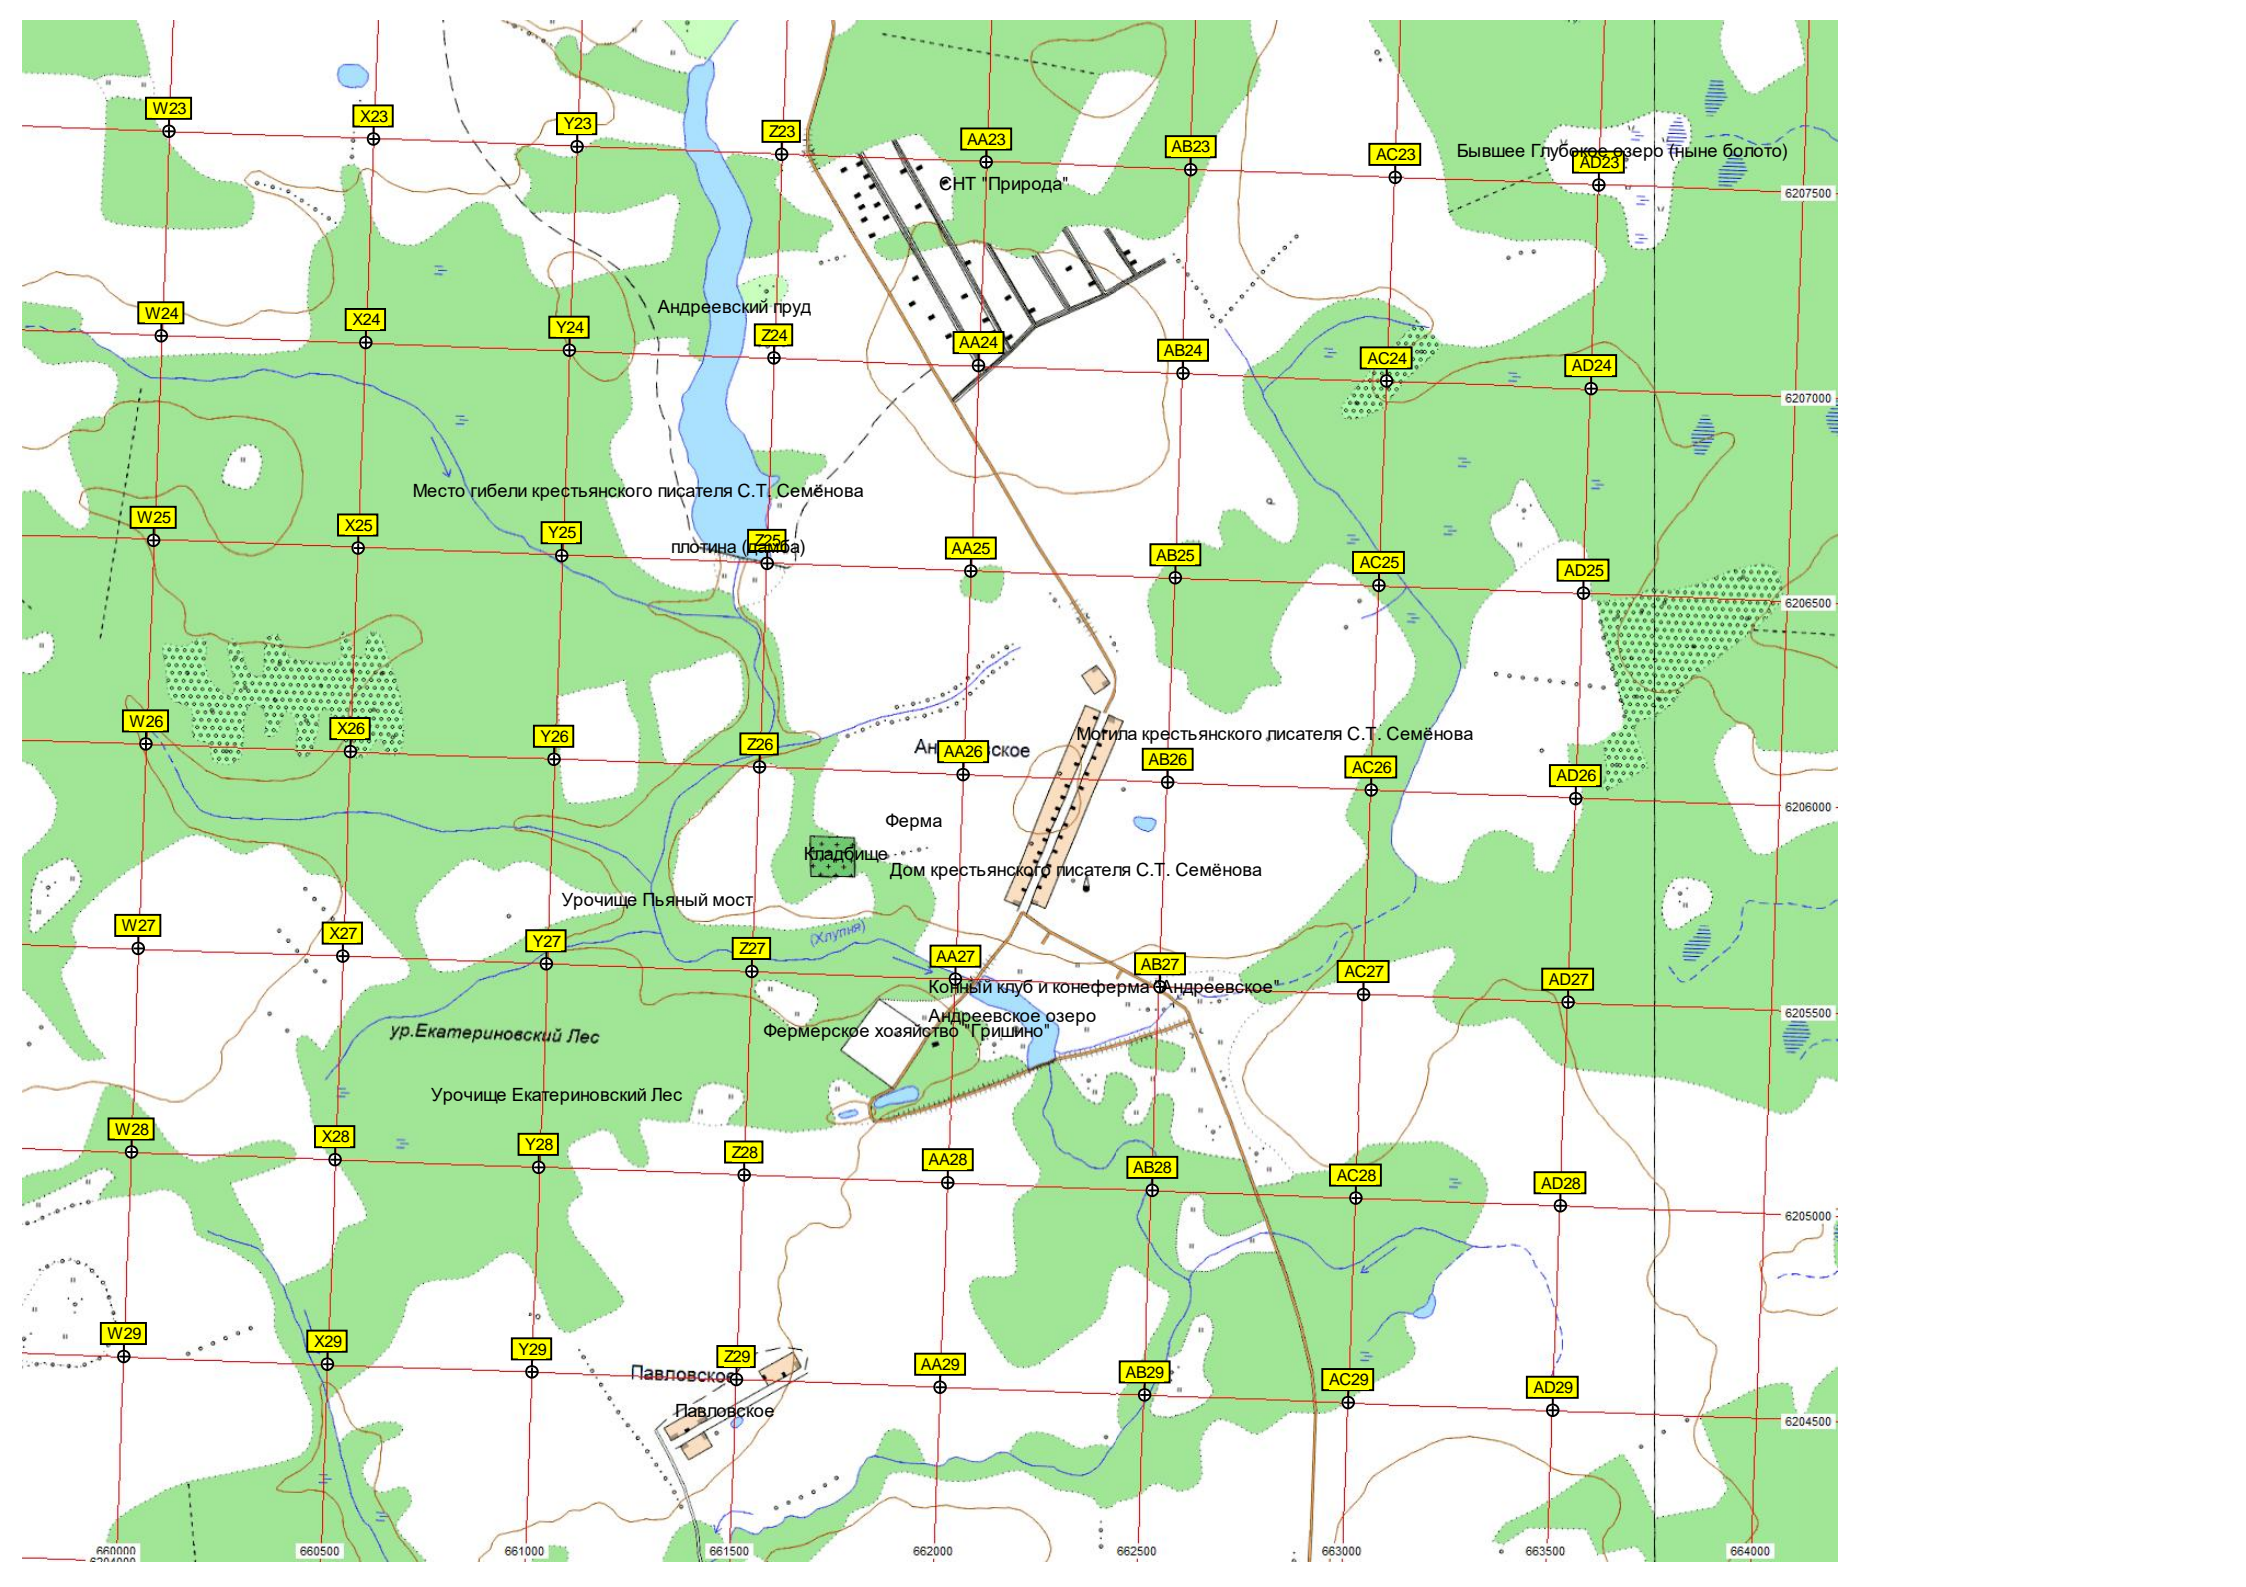 W23
X23
Y23
Z23
AA23
AB23
AC23
Бывшее Глубокое озеро (ныне болото)
AD23
СНТ "Природа"
6207500
Андреевский пруд
W24
X24
Y24
Z24
AA24
AB24
AC24
AD24
6207000
Место гибели крестьянского писателя С.Т. Семёнова
W25
X25
Y25
Z25
плотина (дамба)
AA25
AB25
AC25
AD25
6206500
W26
X26
Y26
Z26
AA26
Могила крестьянского писателя С.Т. Семёнова
AB26
AC26
AD26
6206000
Ферма
Кладбище
Дом крестьянского писателя С.Т. Семёнова
Урочище Пьяный мост
W27
X27
Y27
Z27
(Хлупня)
AA27
AB27
AC27
AD27
Конный клуб и конеферма "Андреевское"
6205500
Андреевское озеро
Фермерское хозяйство "Гришино"
ур.Екатериновский Лес
Урочище Екатериновский Лес
W28
X28
Y28
Z28
AA28
AB28
AC28
AD28
6205000
W29
X29
Y29
Z29
AA29
AB29
AC29
AD29
Павловское
Павловское
6204500
660000
660500
661000
661500
662000
662500
663000
663500
664000